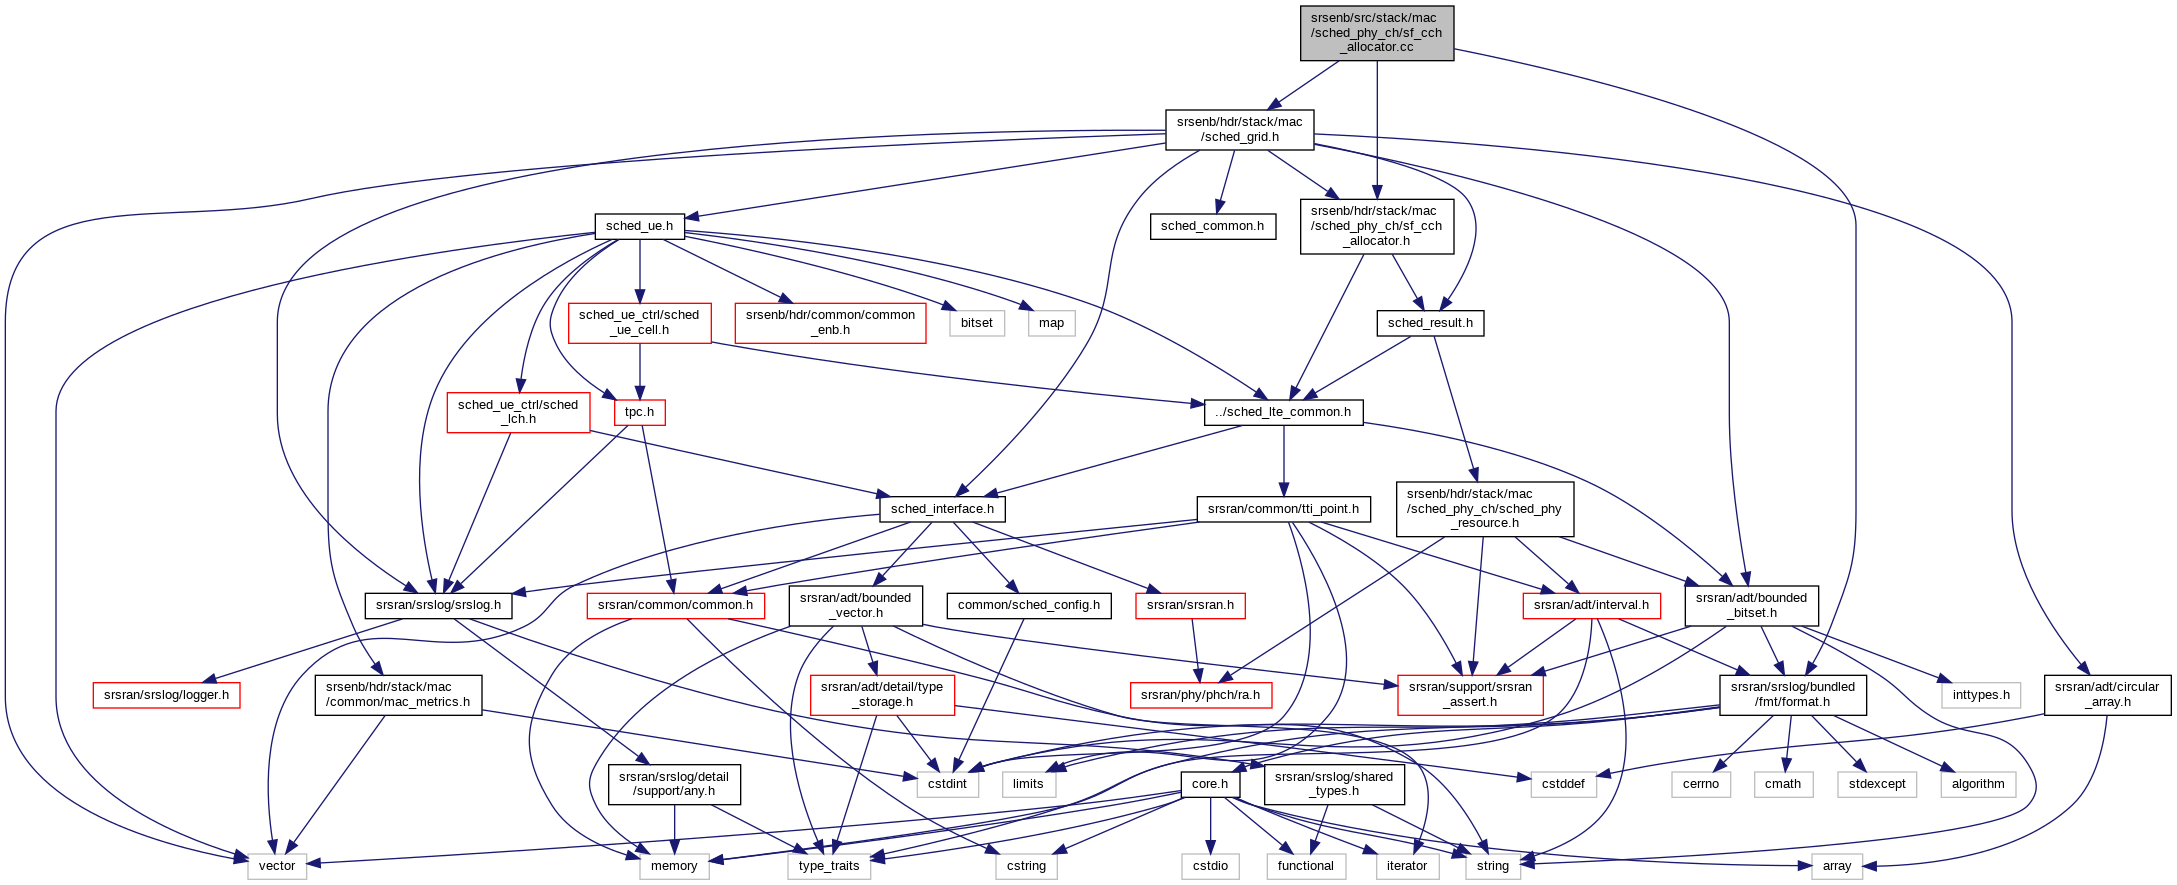 srsenb/src/stack/mac
/sched_phy_ch/sf_cch
_allocator.cc
srsenb/hdr/stack/mac
/sched_grid.h
sched_ue.h
sched_common.h
srsenb/hdr/stack/mac
/sched_phy_ch/sf_cch
_allocator.h
sched_ue_ctrl/sched
_ue_cell.h
srsenb/hdr/common/common
_enb.h
bitset
map
sched_result.h
sched_ue_ctrl/sched
_lch.h
tpc.h
../sched_lte_common.h
sched_interface.h
srsran/common/tti_point.h
srsenb/hdr/stack/mac
/sched_phy_ch/sched_phy
_resource.h
srsran/srslog/srslog.h
srsran/common/common.h
srsran/adt/bounded
_vector.h
common/sched_config.h
srsran/srsran.h
srsran/adt/interval.h
srsran/adt/bounded
_bitset.h
srsran/srslog/logger.h
srsenb/hdr/stack/mac
/common/mac_metrics.h
srsran/adt/detail/type
_storage.h
srsran/phy/phch/ra.h
srsran/support/srsran
_assert.h
srsran/srslog/bundled
/fmt/format.h
inttypes.h
srsran/adt/circular
_array.h
srsran/srslog/detail
/support/any.h
cstdint
limits
core.h
srsran/srslog/shared
_types.h
cstddef
cerrno
cmath
stdexcept
algorithm
vector
memory
type_traits
cstring
cstdio
functional
iterator
string
array